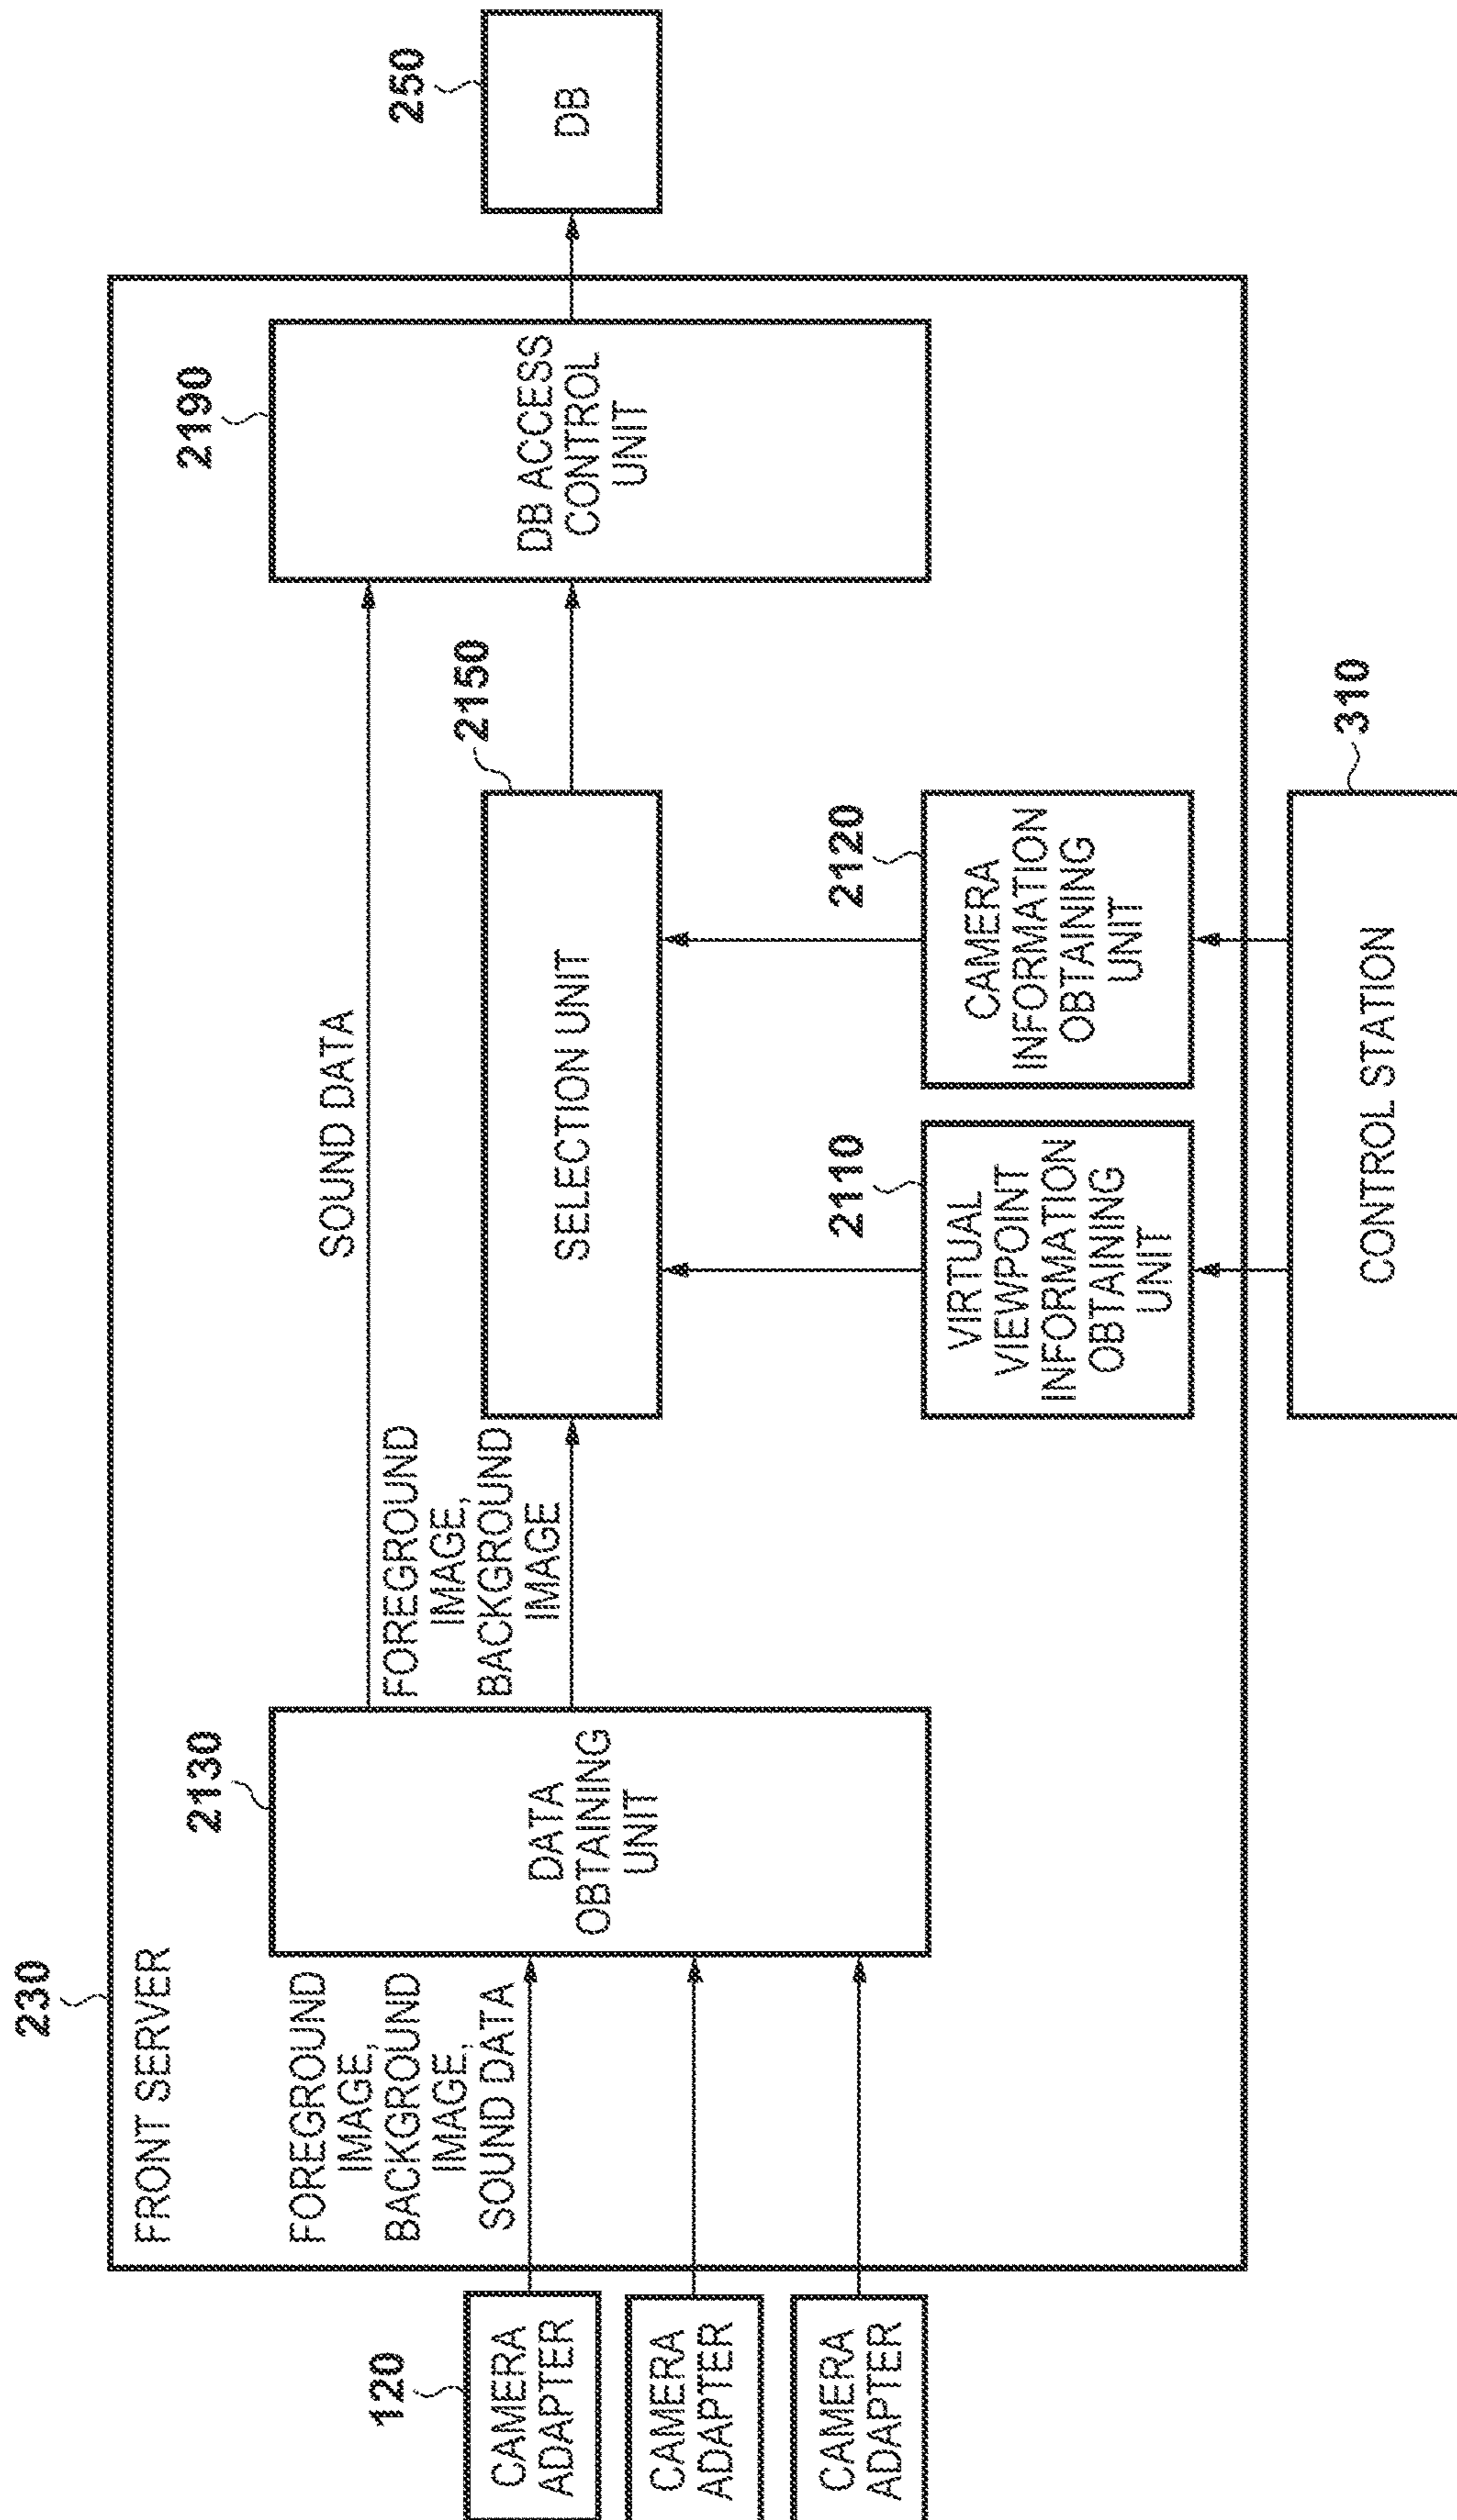 230
FRONT SERVER
120
CAMERA
ADAPTER
CAMERA
ADAPTER
CAMERA
ADAPTER
FOREGROUND
IMAGE,
BACKGROUND
IMAGE,
SOUND DATA
2130
DATA
OBTAINING
UNIT
SOUND DATA
FOREGROUND
IMAGE,
BACKGROUND
IMAGE
2150
SELECTION UNIT
2110
VIRTUAL
VIEWPOINT
INFORMATION
OBTAINING
UNIT
2120
CAMERA
INFORMATION
OBTAINING
UNIT
310
CONTROL STATION
2190
DB ACCESS
CONTROL
UNIT
250
DB